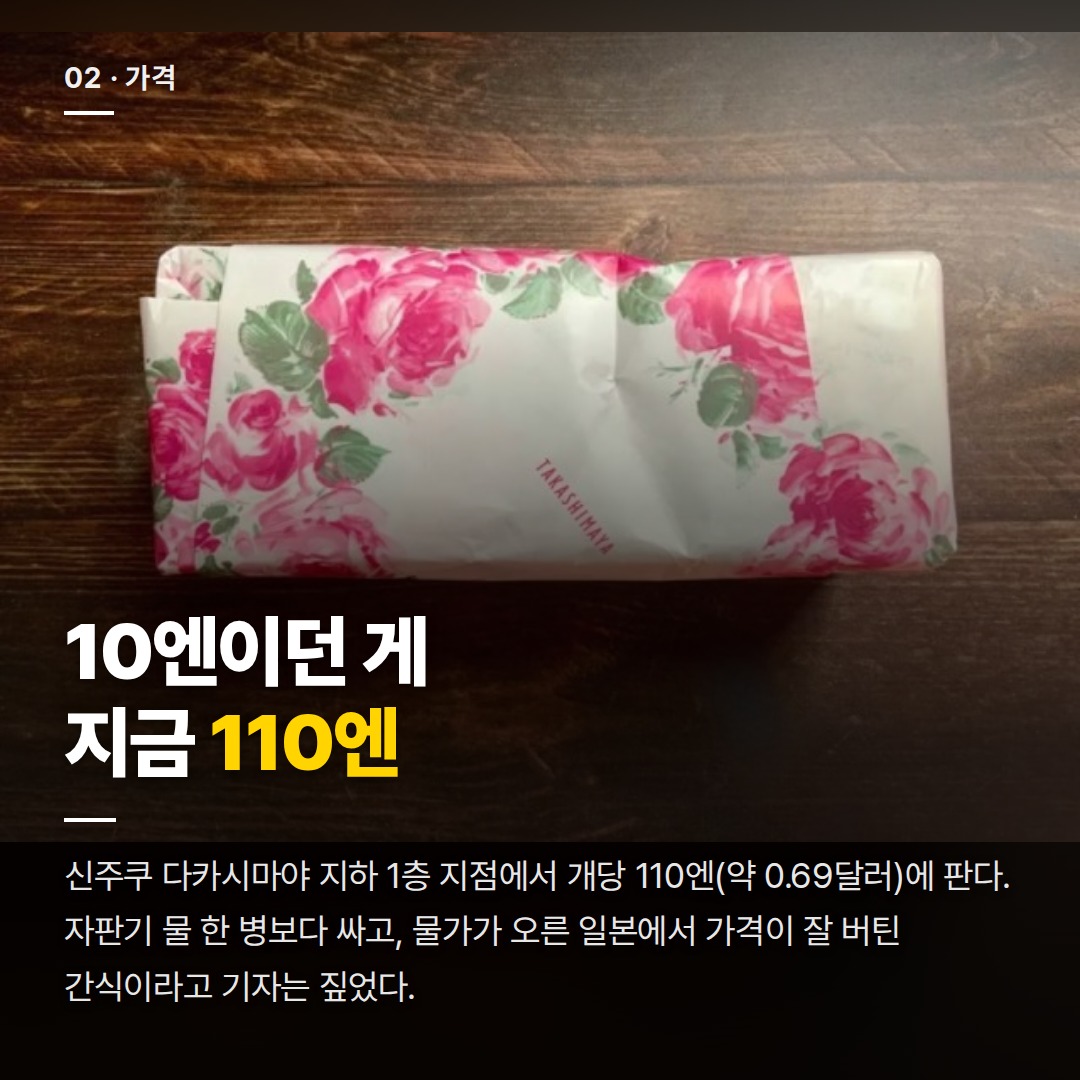 02 · 가격
TAKASHIMAYA
10엔이던 게
지금 110엔
신주쿠 다카시마야 지하 1층 지점에서 개당 110엔(약 0.69달러)에 판다.
자판기 물 한 병보다 싸고, 물가가 오른 일본에서 가격이 잘 버틴
간식이라고 기자는 짚었다.